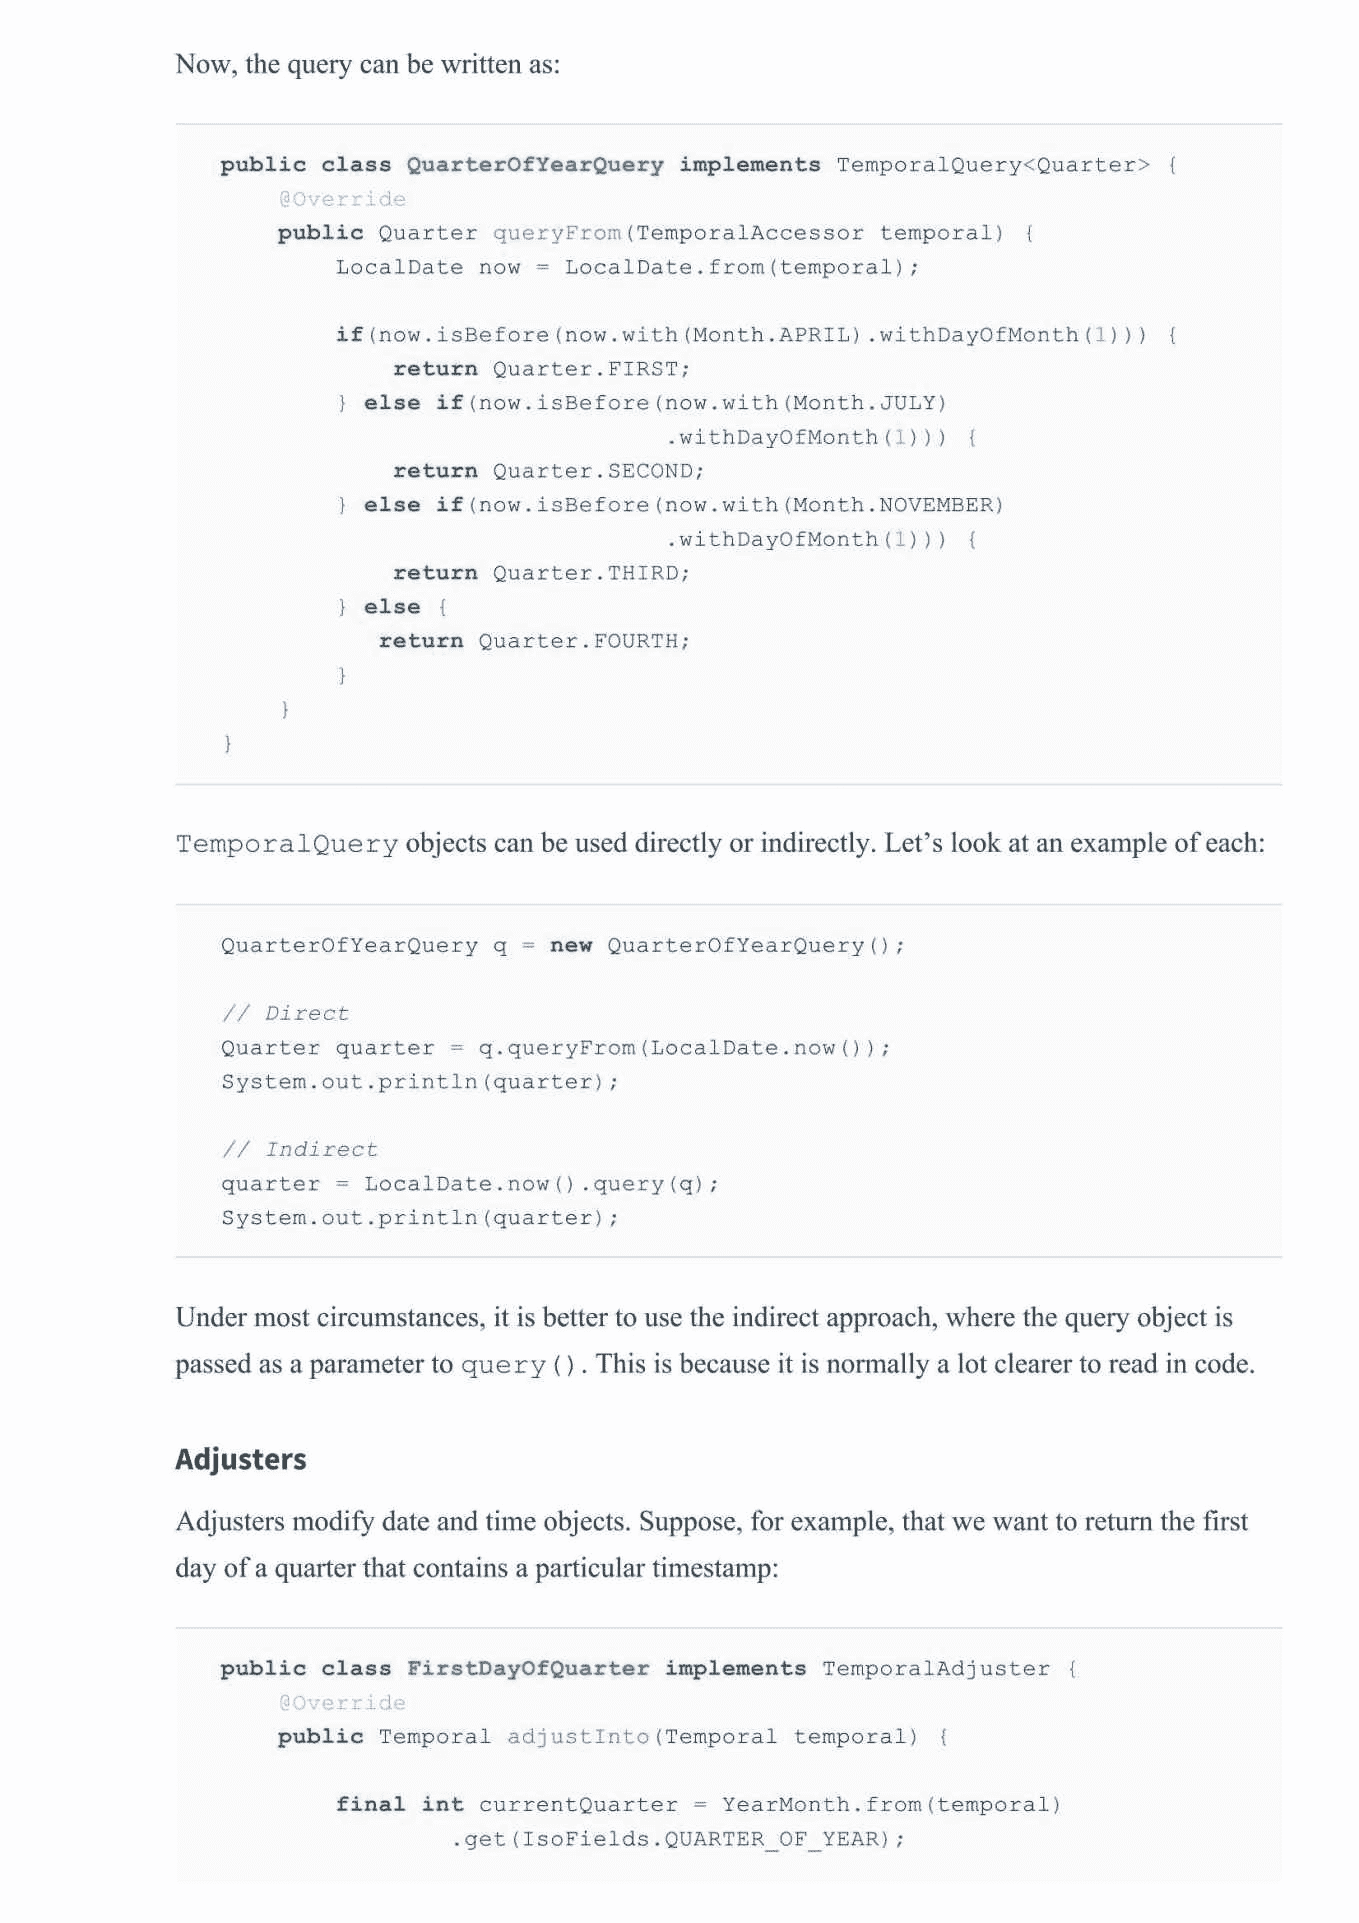 Now, the query can be written as:
public class QuarterOfYearQuery implements TemporalQuery<Quarter> {
@Override
public Quarter queryFrom(TemporalAccessor temporal) {
LocalDate now = LocalDate.from(temporal);
if(now.isBefore(now.with(Month.APRIL).withDayOfMonth(1))) {
return Quarter.FIRST;
} else if(now.isBefore(now.with(Month.JULY)
.withDayOfMonth(1))) {
return Quarter.SECOND;
} else if(now.isBefore(now.with(Month.NOVEMBER)
.withDayOfMonth(1))) {
return Quarter.THIRD;
} else {
return Quarter.FOURTH;
}
}
}
TemporalQuery objects can be used directly or indirectly. Let’s look at an example of each:
QuarterOfYearQuery q = new QuarterOfYearQuery();
// Direct
Quarter quarter = q.queryFrom(LocalDate.now());
System.out.println(quarter);
// Indirect
quarter = LocalDate.now().query(q);
System.out.println(quarter);
Under most circumstances, it is better to use the indirect approach, where the query object is
passed as a parameter to query(). This is because it is normally a lot clearer to read in code.
Adjusters
Adjusters modify date and time objects. Suppose, for example, that we want to return the first
day of a quarter that contains a particular timestamp:
public class FirstDayOfQuarter implements TemporalAdjuster {
@Override
public Temporal adjustInto(Temporal temporal) {
final int currentQuarter = YearMonth.from(temporal)
.get(IsoFields.QUARTER_OF_YEAR);